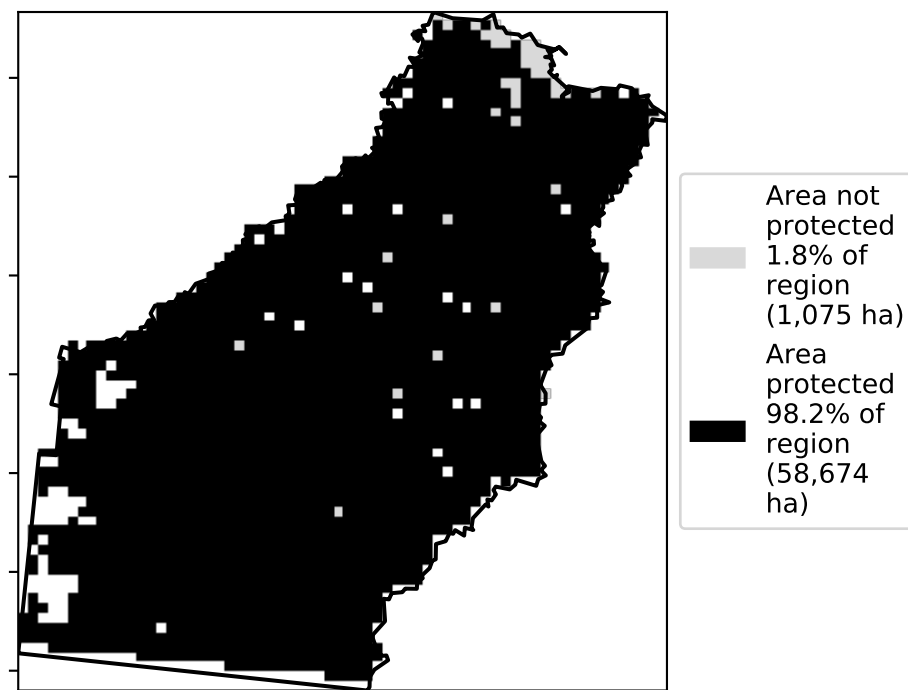 Area not
protected
1.8% of
region
(1,075 ha)
Area
protected
98.2% of
region
(58,674
ha)